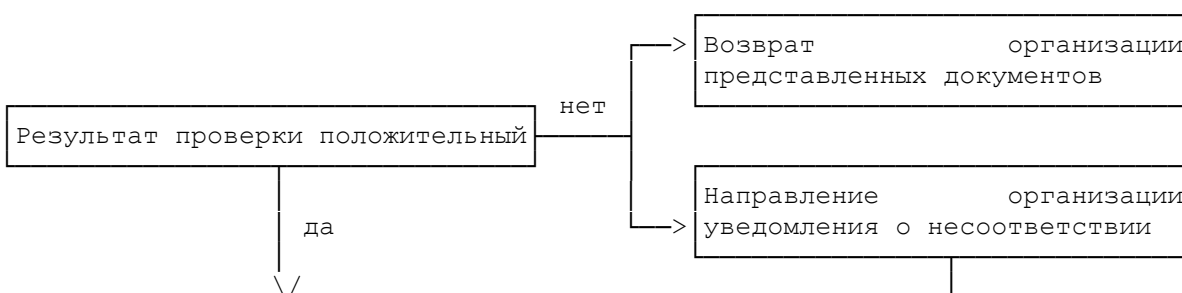 Возврат организации
представленных документов
нет
Результат проверки положительный
Направление организации
уведомления о несоответствии
да